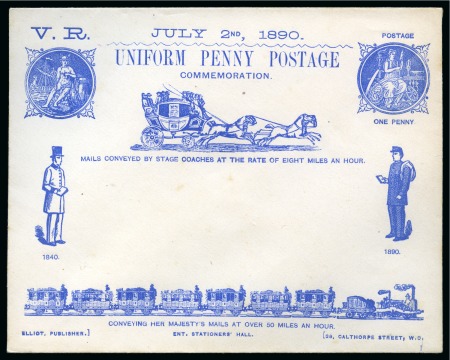 V. R. JULY 2ND, 1890. POSTAGE
UNIFORM PENNY POSTAGE
COMMEMORATION.
ONE PENNY
MAILS CONVEYED BY STAGE COACHES AT THE RATE OF EIGHT MILES AN HOUR.
1840. 1890.
CONVEYING HER MAJESTY'S MAILS AT OVER 50 MILES AN HOUR.
ELLIOT, PUBLISHER.] ENT. STATIONERS' HALL. [29, CALTHORPE STREET, W.C.